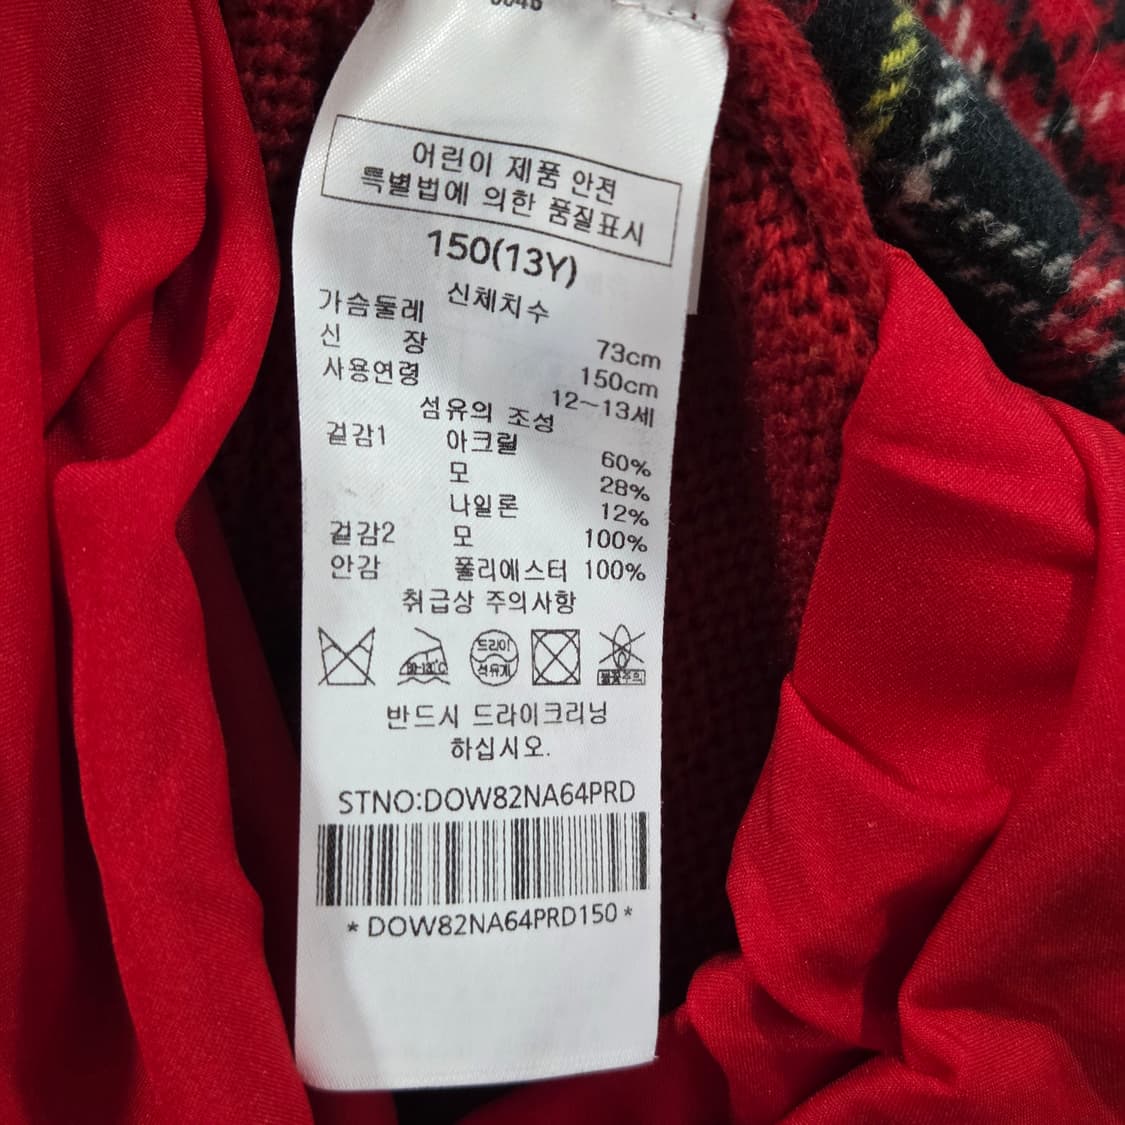 어린이 제품 안전
특별법에 의한 품질표시
150(13Y)
신체치수
가슴둘레 73cm
신 장 150cm
사용연령 12~13세
섬유의 조성
겉감1 아크릴 60%
모 28%
나일론 12%
겉감2 모 100%
안감 폴리에스터 100%
취급상 주의사항
드라이
석유계
불꽃주의
반드시 드라이크리닝
하십시오.
STNO:DOW82NA64PRD
* DOW82NA64PRD150 *